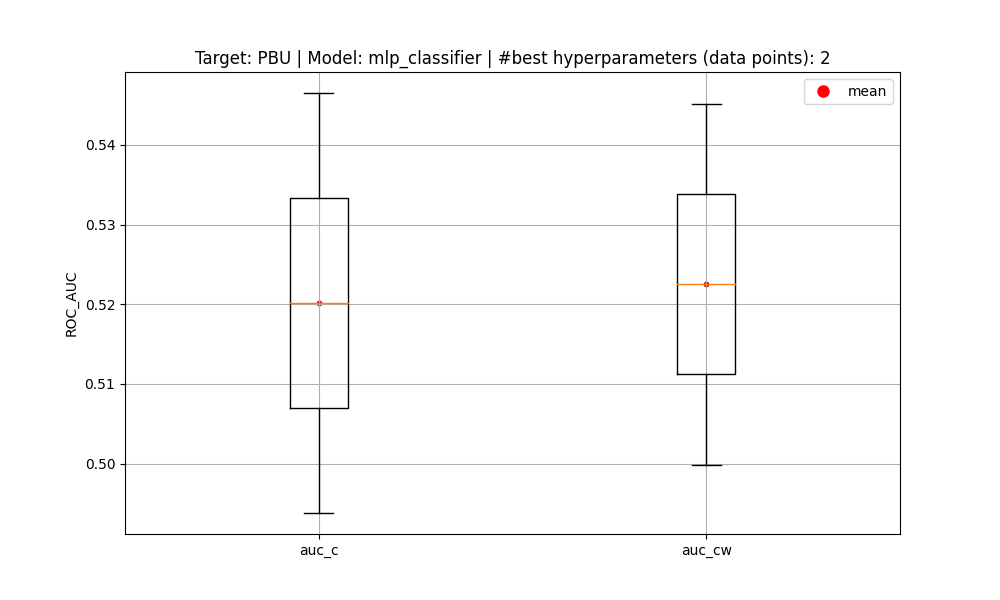 Target: PBU | Model: mlp_classifier | #best hyperparameters (data points): 2
mean
0.54
0.53
0.52
0.51
0.50
ROC_AUC
auc_c
auc_cw